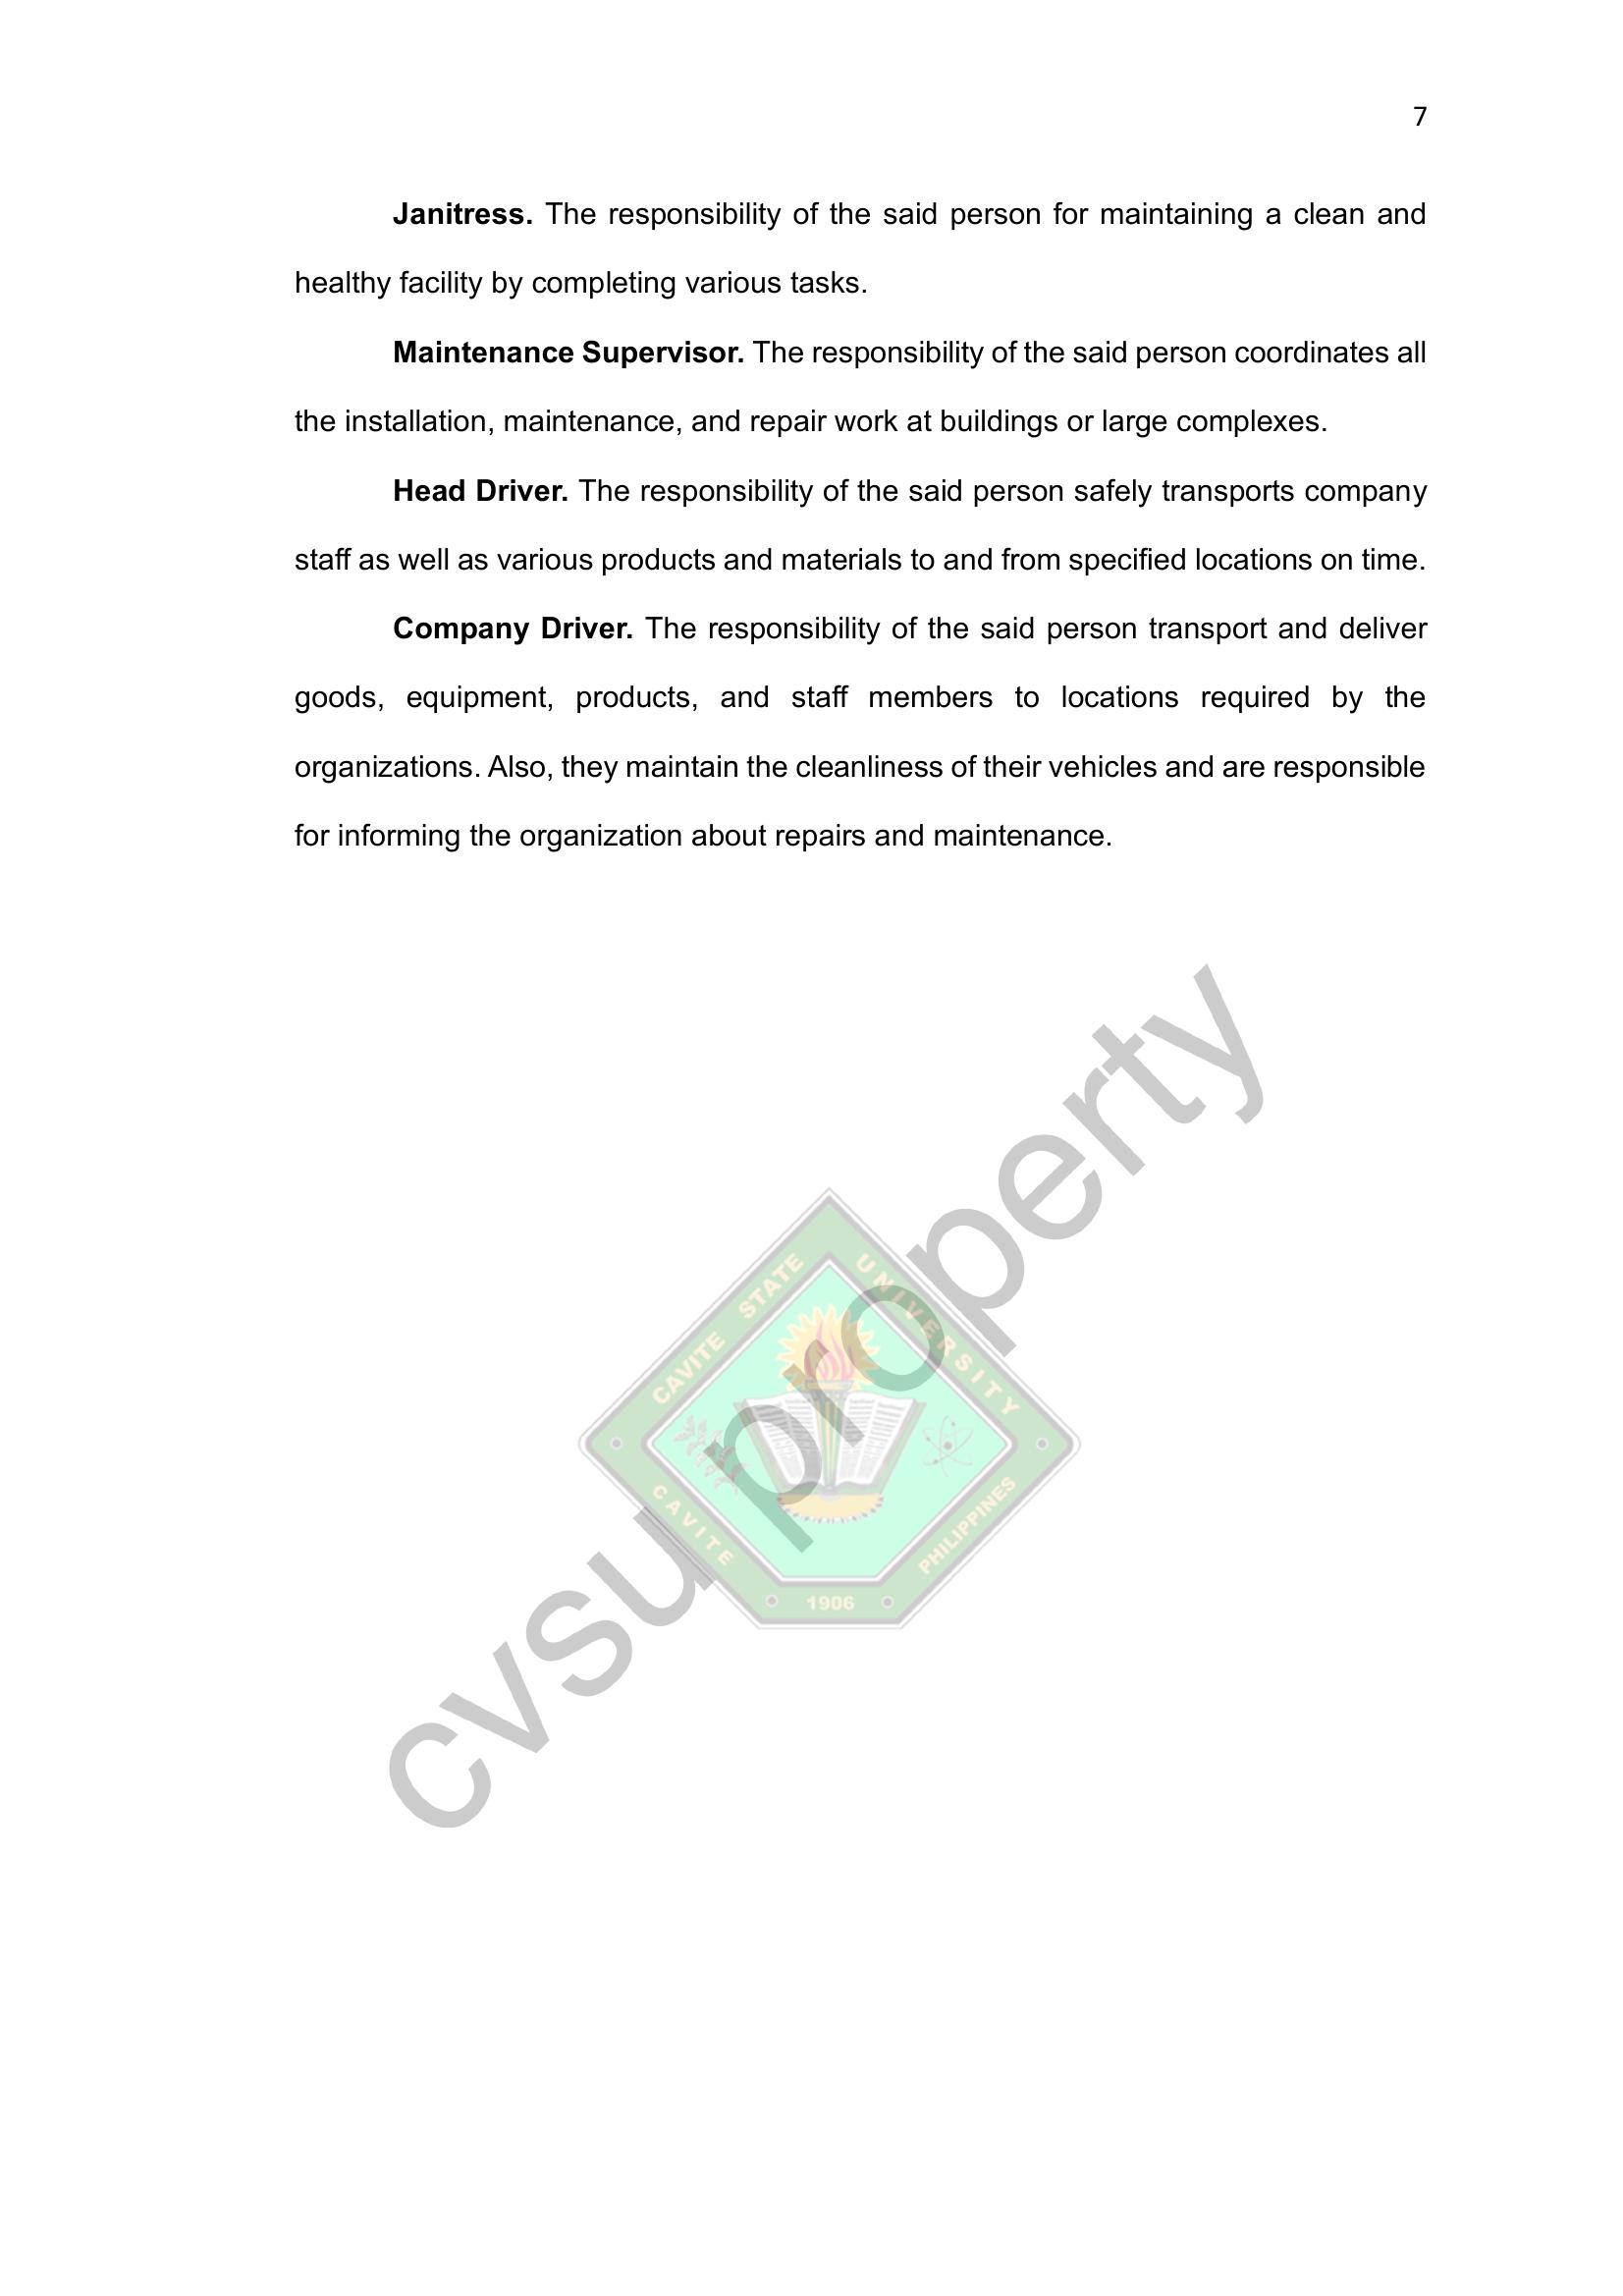 7
Janitress. The responsibility of the said person for maintaining a clean and
healthy facility by completing various tasks.
Maintenance Supervisor. The responsibility of the said person coordinates all
the installation, maintenance, and repair work at buildings or large complexes.
Head Driver. The responsibility of the said person safely transports company
staff as well as various products and materials to and from specified locations on time.
Company Driver. The responsibility of the said person transport and deliver
goods, equipment, products, and staff members to locations required by the
organizations. Also, they maintain the cleanliness of their vehicles and are responsible
for informing the organization about repairs and maintenance.
cvsu property
CAVITE STATE UNIVERSITY
CAVITE PHILIPPINES
1906